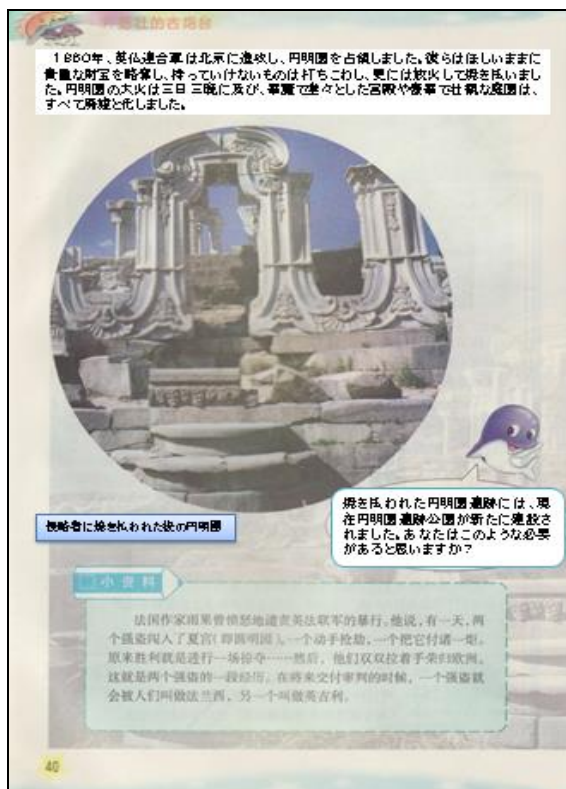 的古炮台
1860年、英仏連合軍は北京に進攻し、円明園を占領しました。彼らはほしいままに
貴重な財宝を略奪し、持っていけないものは打ちこわし、更には放火して焼き払いまし
た。円明園の大火は三日三晩に及び、華麗で堂々とした宮殿や豪華で壮観な庭園は、
すべて廃墟と化しました。
侵略者に焼き払われた後の円明園
焼き払われた円明園遺跡には、現
在円明園遺跡公園が新たに建設さ
れました。あなたはこのような必要
があると思いますか？
小资料
法国作家雨果曾愤怒地谴责英法联军的暴行。他说，有一天，两
个强盗闯入了夏宫(即圆明园)。一个动手抢劫，一个把它付诸一炬。
原来胜利就是进行一场掠夺……然后，他们双双拉着手荣归欧洲。
这就是两个强盗的一段经历。在将来交付审判的时候，一个强盗就
会被人们叫做法兰西，另一个叫做英吉利。
40